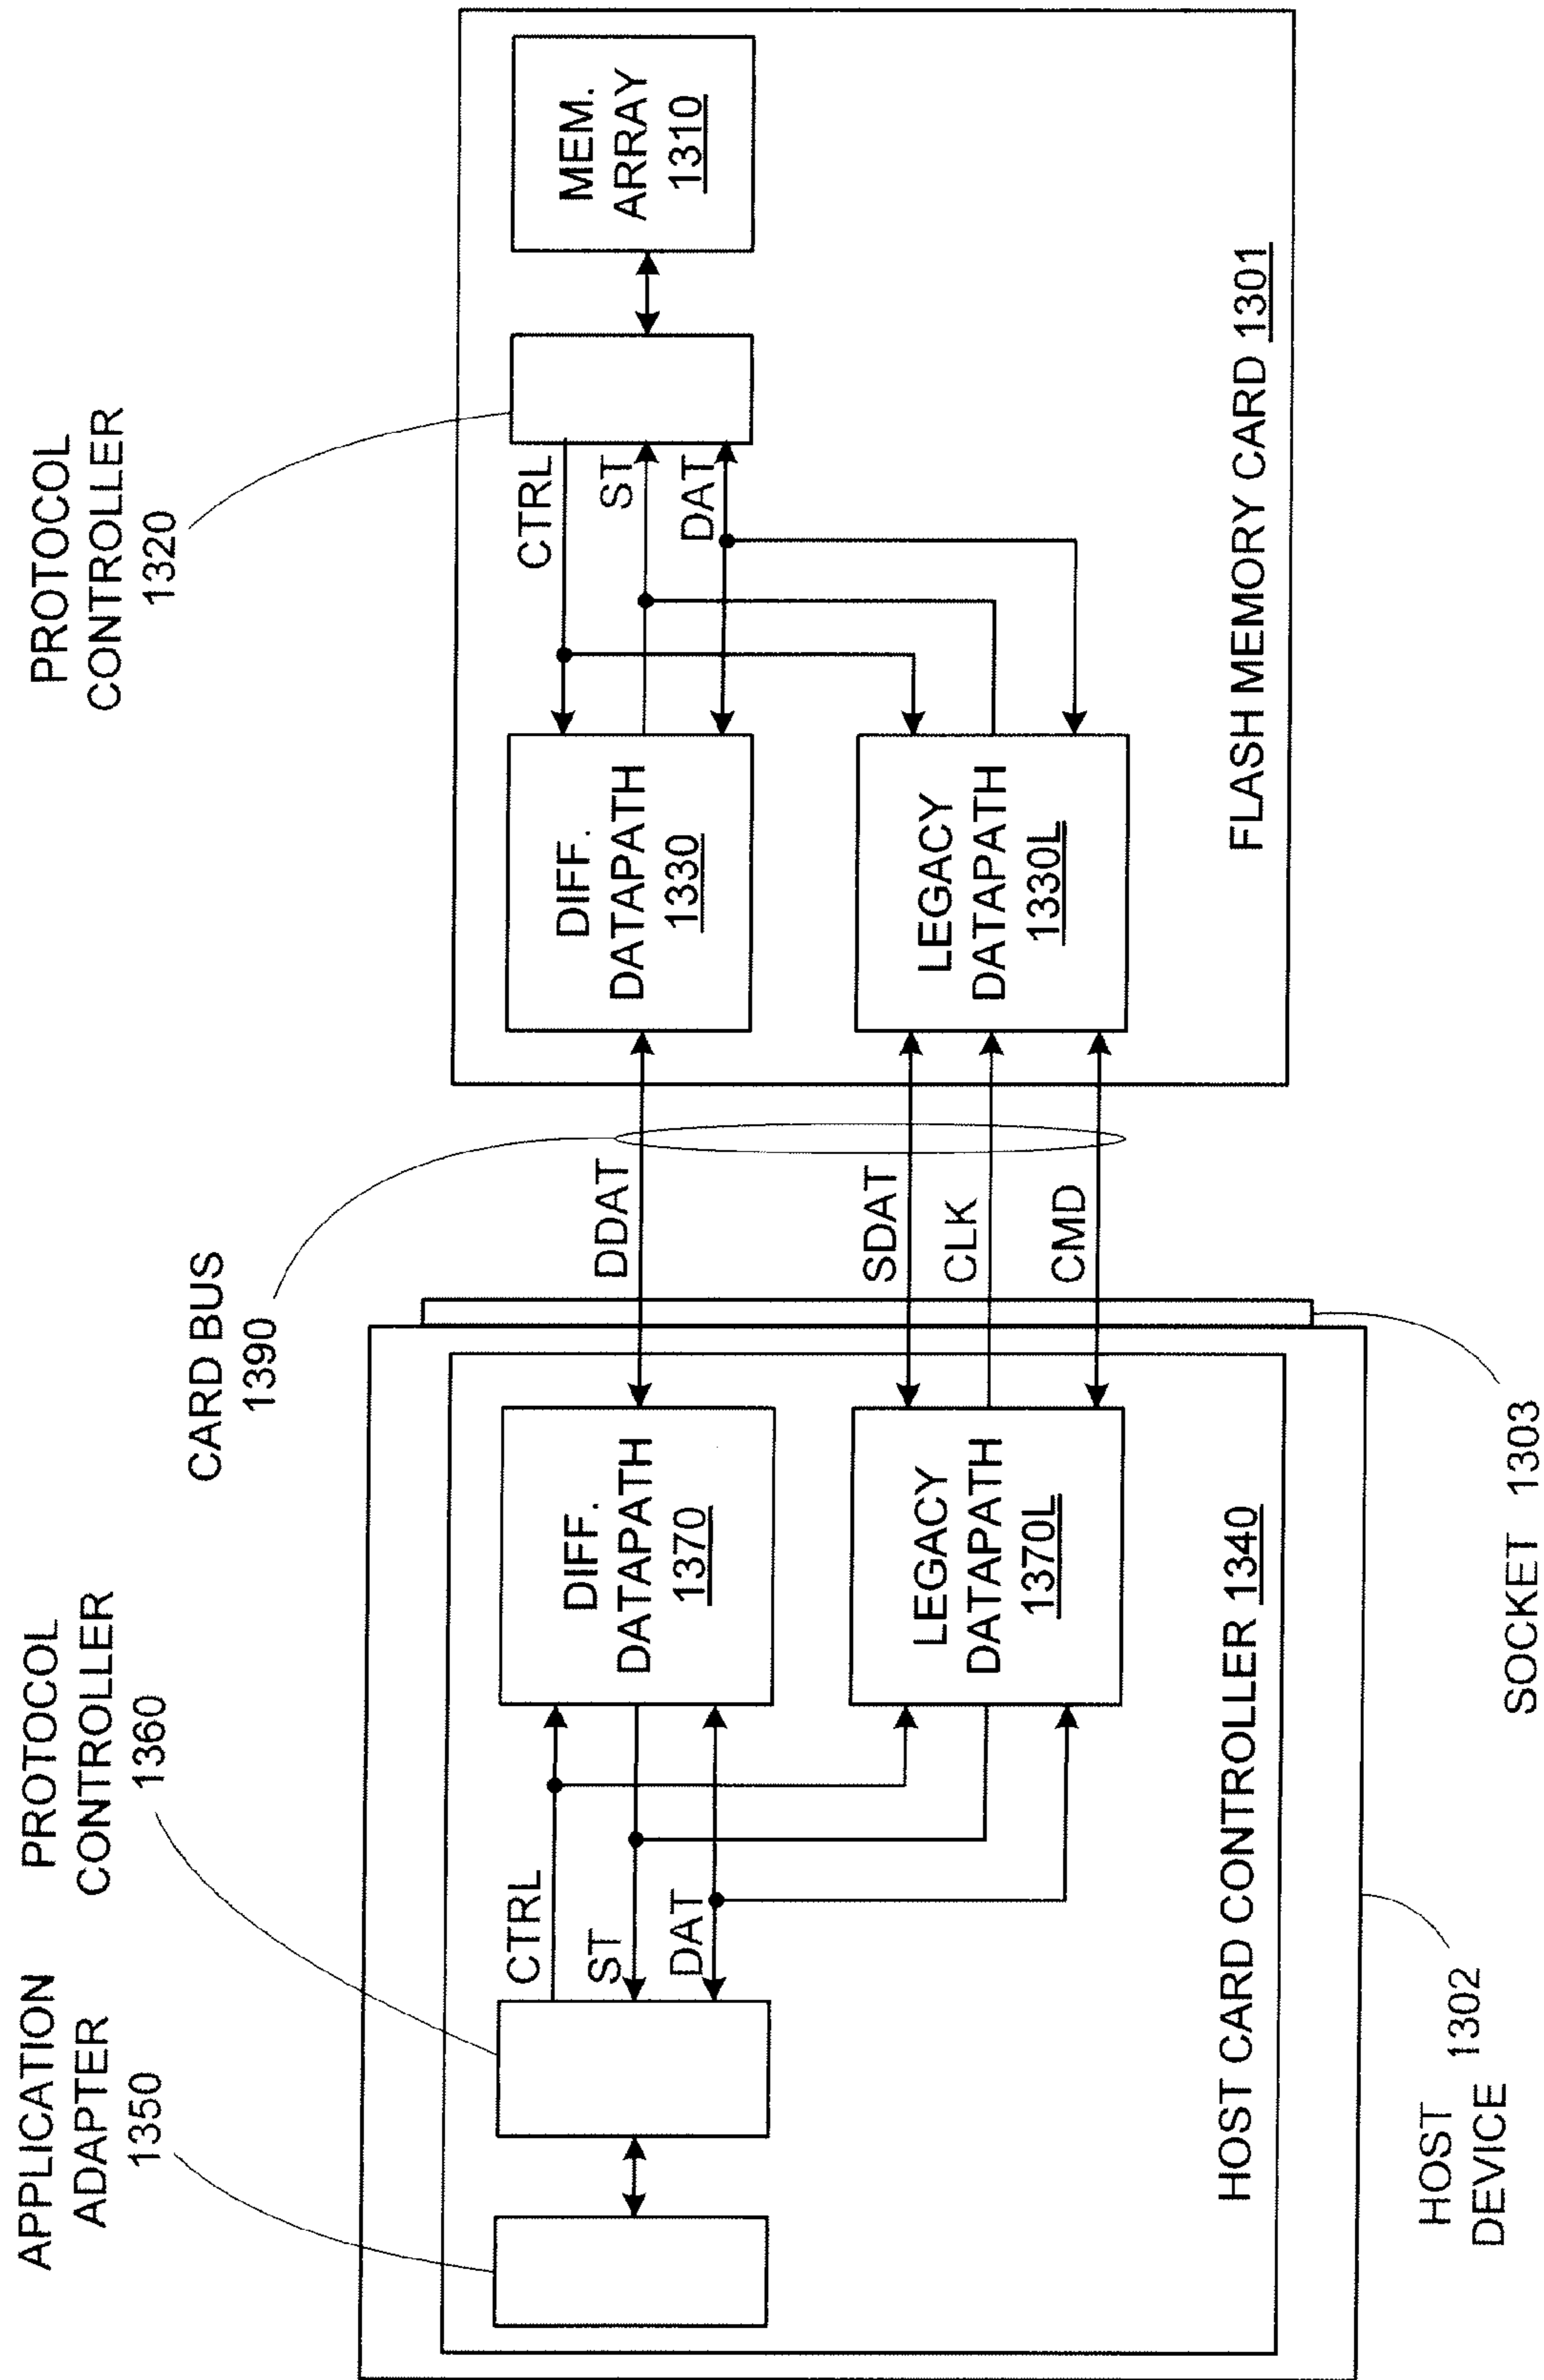 APPLICATION
ADAPTER
1350
PROTOCOL
CONTROLLER
1360
CARD BUS
1390
PROTOCOL
CONTROLLER
1320
CTRL
ST
DAT
DIFF.
DATAPATH
1370
DDAT
DIFF.
DATAPATH
1330
CTRL
ST
DAT
MEM.
ARRAY
1310
LEGACY
DATAPATH
1370L
SDAT
CLK
CMD
LEGACY
DATAPATH
1330L
HOST CARD CONTROLLER 1340
FLASH MEMORY CARD 1301
HOST
DEVICE 1302
SOCKET 1303